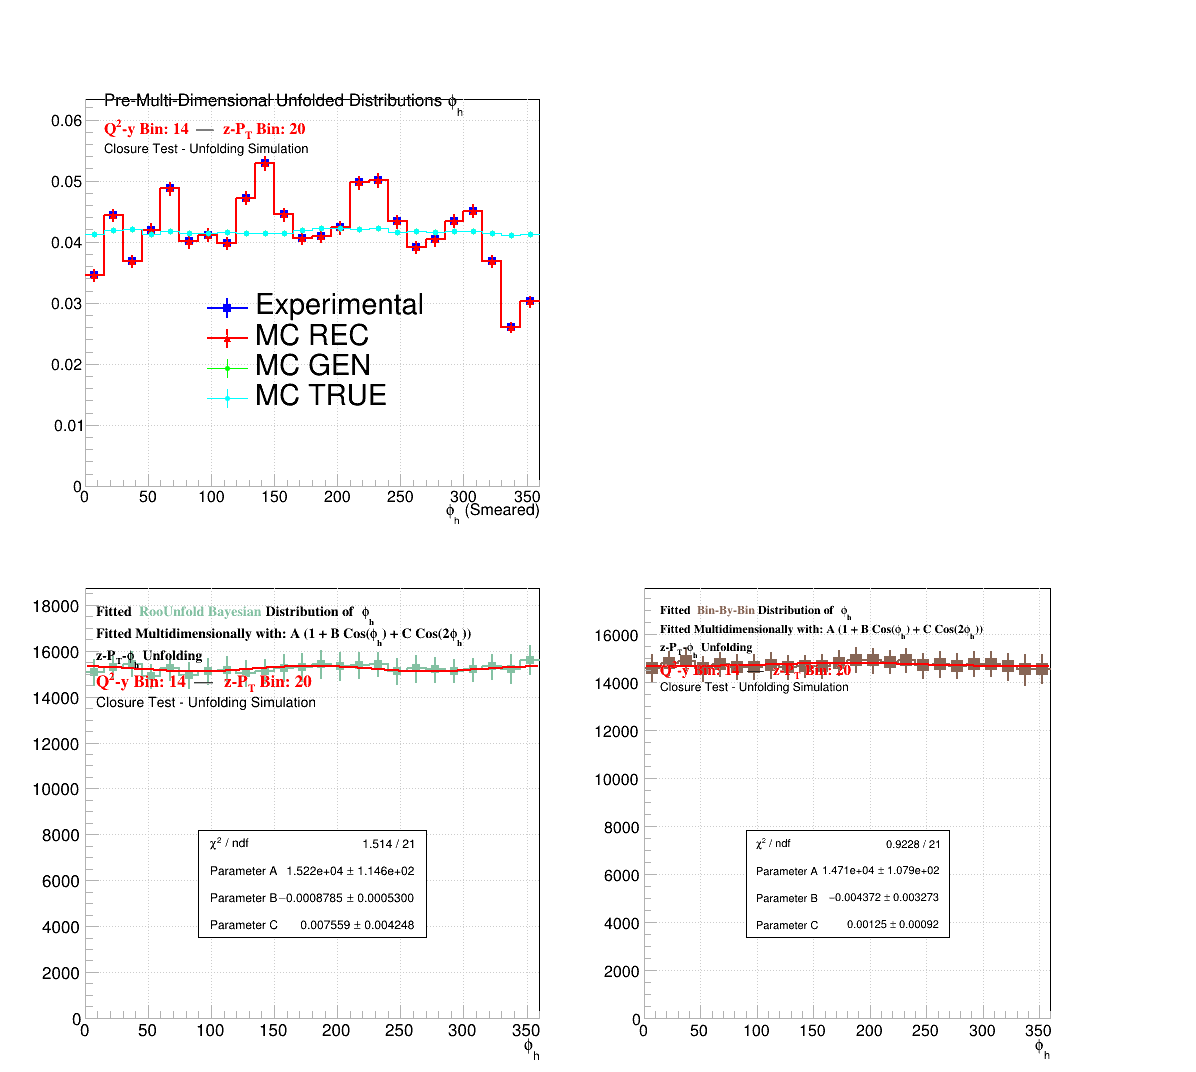 Pre-Multi-Dimensional Unfolded Distributions ϕh
Q2-y Bin: 14 — z-PT Bin: 20
Closure Test - Unfolding Simulation
0.06
0.05
0.04
0.03
0.02
0.01
0
Experimental
MC REC
MC GEN
MC TRUE
0 50 100 150 200 250 300 350
ϕh (Smeared)
Fitted RooUnfold Bayesian Distribution of ϕh
Fitted Multidimensionally with: A (1 + B Cos(ϕh) + C Cos(2ϕh))
z-PT-ϕh Unfolding
Q2-y Bin: 14 — z-PT Bin: 20
Closure Test - Unfolding Simulation
18000
16000
14000
12000
10000
8000
6000
4000
2000
0
χ2 / ndf 1.514 / 21
Parameter A 1.522e+04 ± 1.146e+02
Parameter B −0.0008785 ± 0.0005300
Parameter C 0.007559 ± 0.004248
0 50 100 150 200 250 300 350
ϕh
Fitted Bin-By-Bin Distribution of ϕh
Fitted Multidimensionally with: A (1 + B Cos(ϕh) + C Cos(2ϕh))
z-PT-ϕh Unfolding
Q2-y Bin: 14 — z-PT Bin: 20
Closure Test - Unfolding Simulation
16000
14000
12000
10000
8000
6000
4000
2000
0
χ2 / ndf 0.9228 / 21
Parameter A 1.471e+04 ± 1.079e+02
Parameter B −0.004372 ± 0.003273
Parameter C 0.00125 ± 0.00092
0 50 100 150 200 250 300 350
ϕh